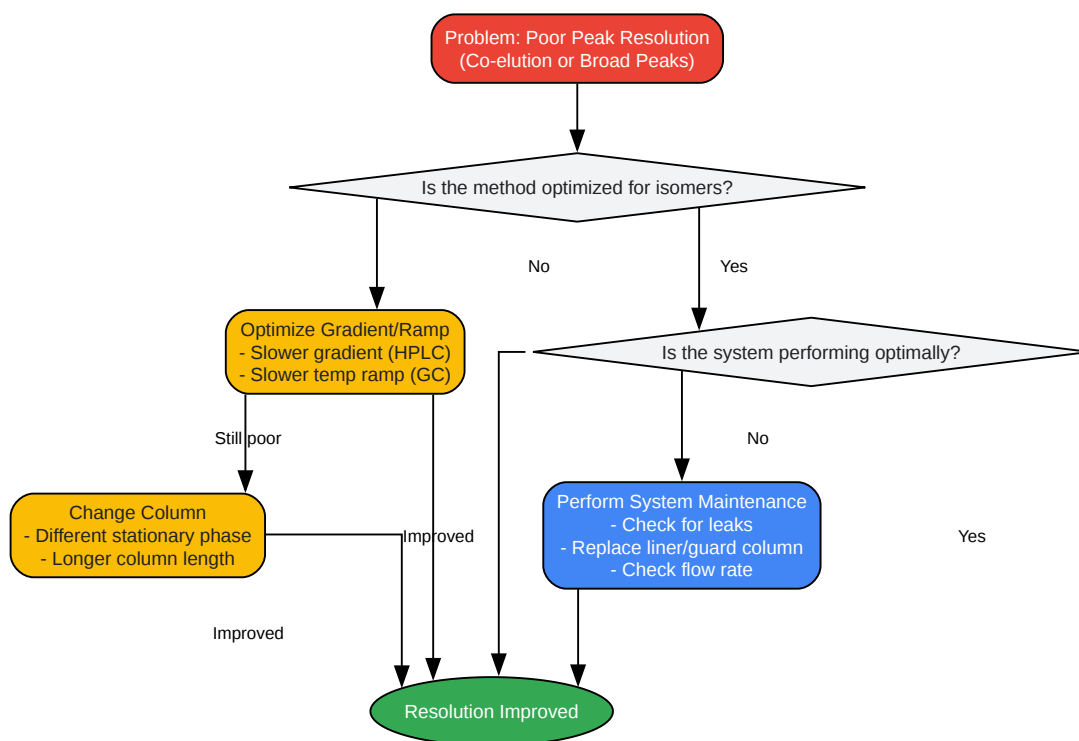 Problem: Poor Peak Resolution
(Co-elution or Broad Peaks)
Is the method optimized for isomers?
No
Yes
Optimize Gradient/Ramp
- Slower gradient (HPLC)
- Slower temp ramp (GC)
Is the system performing optimally?
Still poor
No
Change Column
- Different stationary phase
- Longer column length
Improved
Perform System Maintenance
- Check for leaks
- Replace liner/guard column
- Check flow rate
Yes
Improved
Resolution Improved